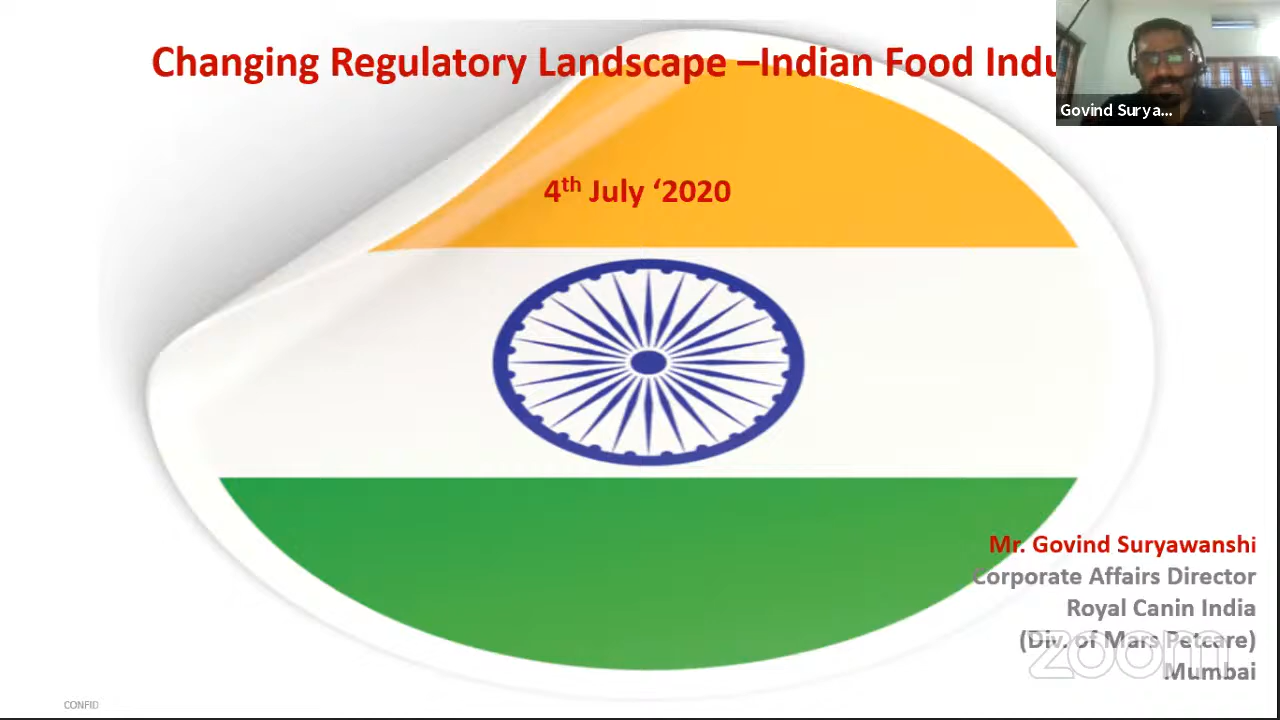 Changing Regulatory Landscape –Indian Food Indu
Govind Surya...
4th July ‘2020
Mr. Govind Suryawanshi
Corporate Affairs Director
Royal Canin India
(Div. of Mars Petcare)
zoom
Mumbai
CONFID